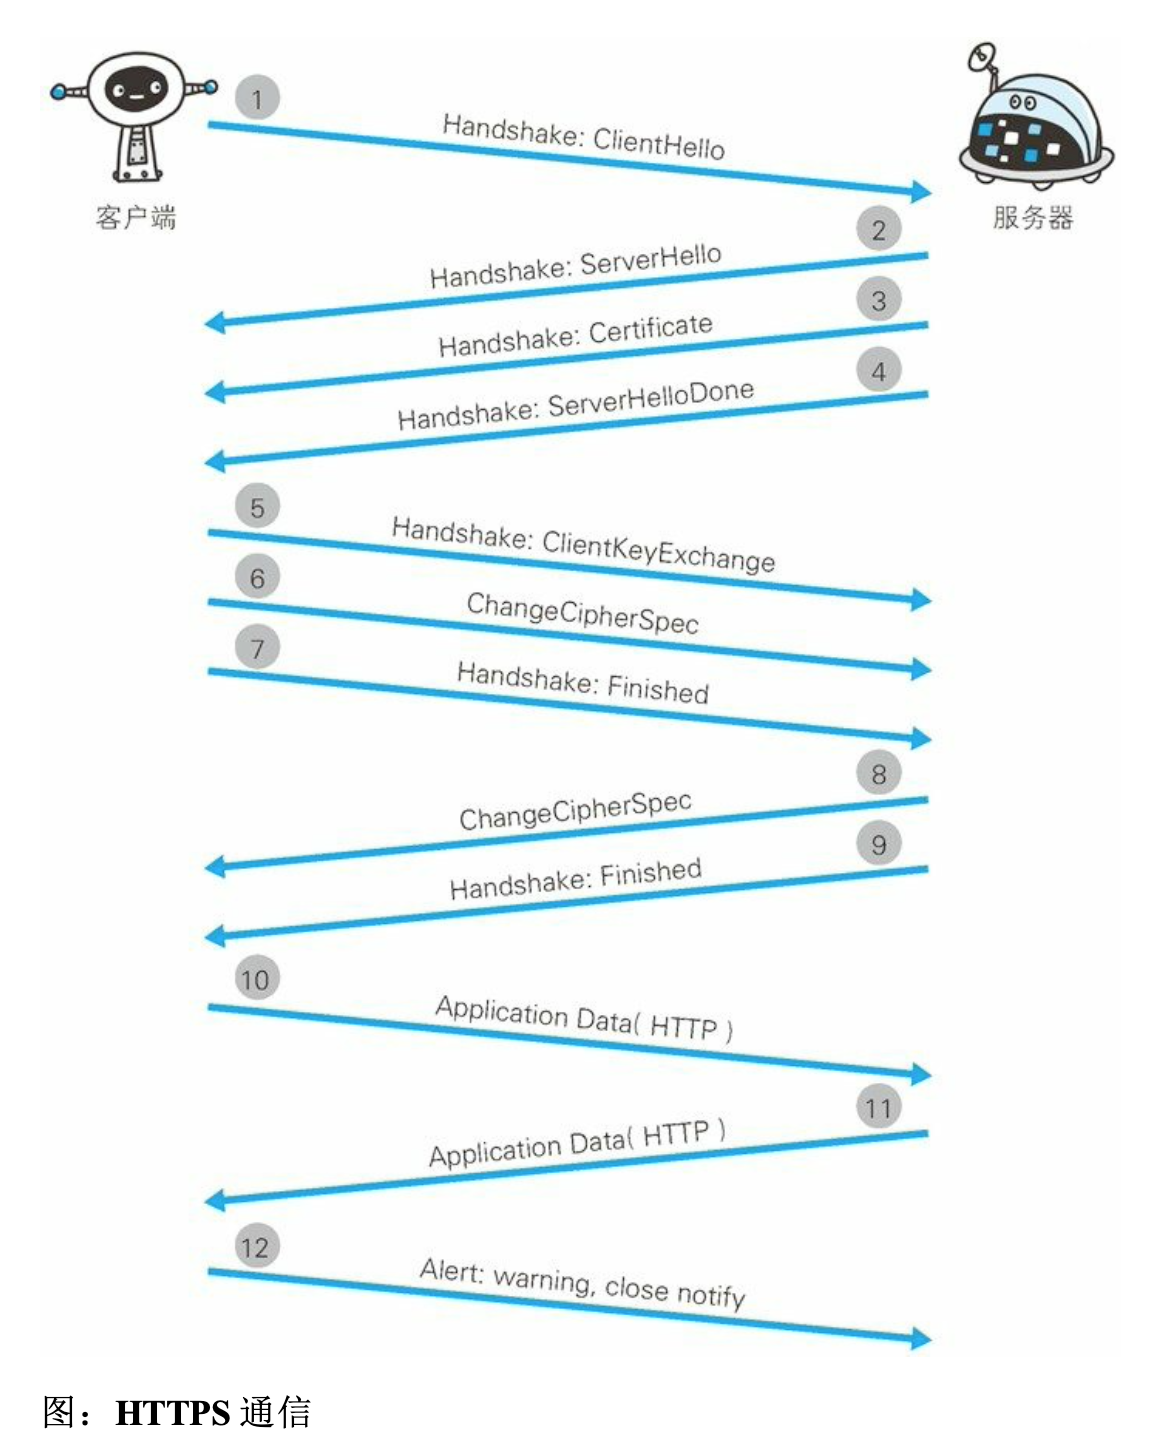 客户端
服务器
1
Handshake: ClientHello
2
Handshake: ServerHello
3
Handshake: Certificate
4
Handshake: ServerHelloDone
5
Handshake: ClientKeyExchange
6
ChangeCipherSpec
7
Handshake: Finished
8
ChangeCipherSpec
9
Handshake: Finished
10
Application Data( HTTP )
11
Application Data( HTTP )
12
Alert: warning, close notify
图：HTTPS 通信